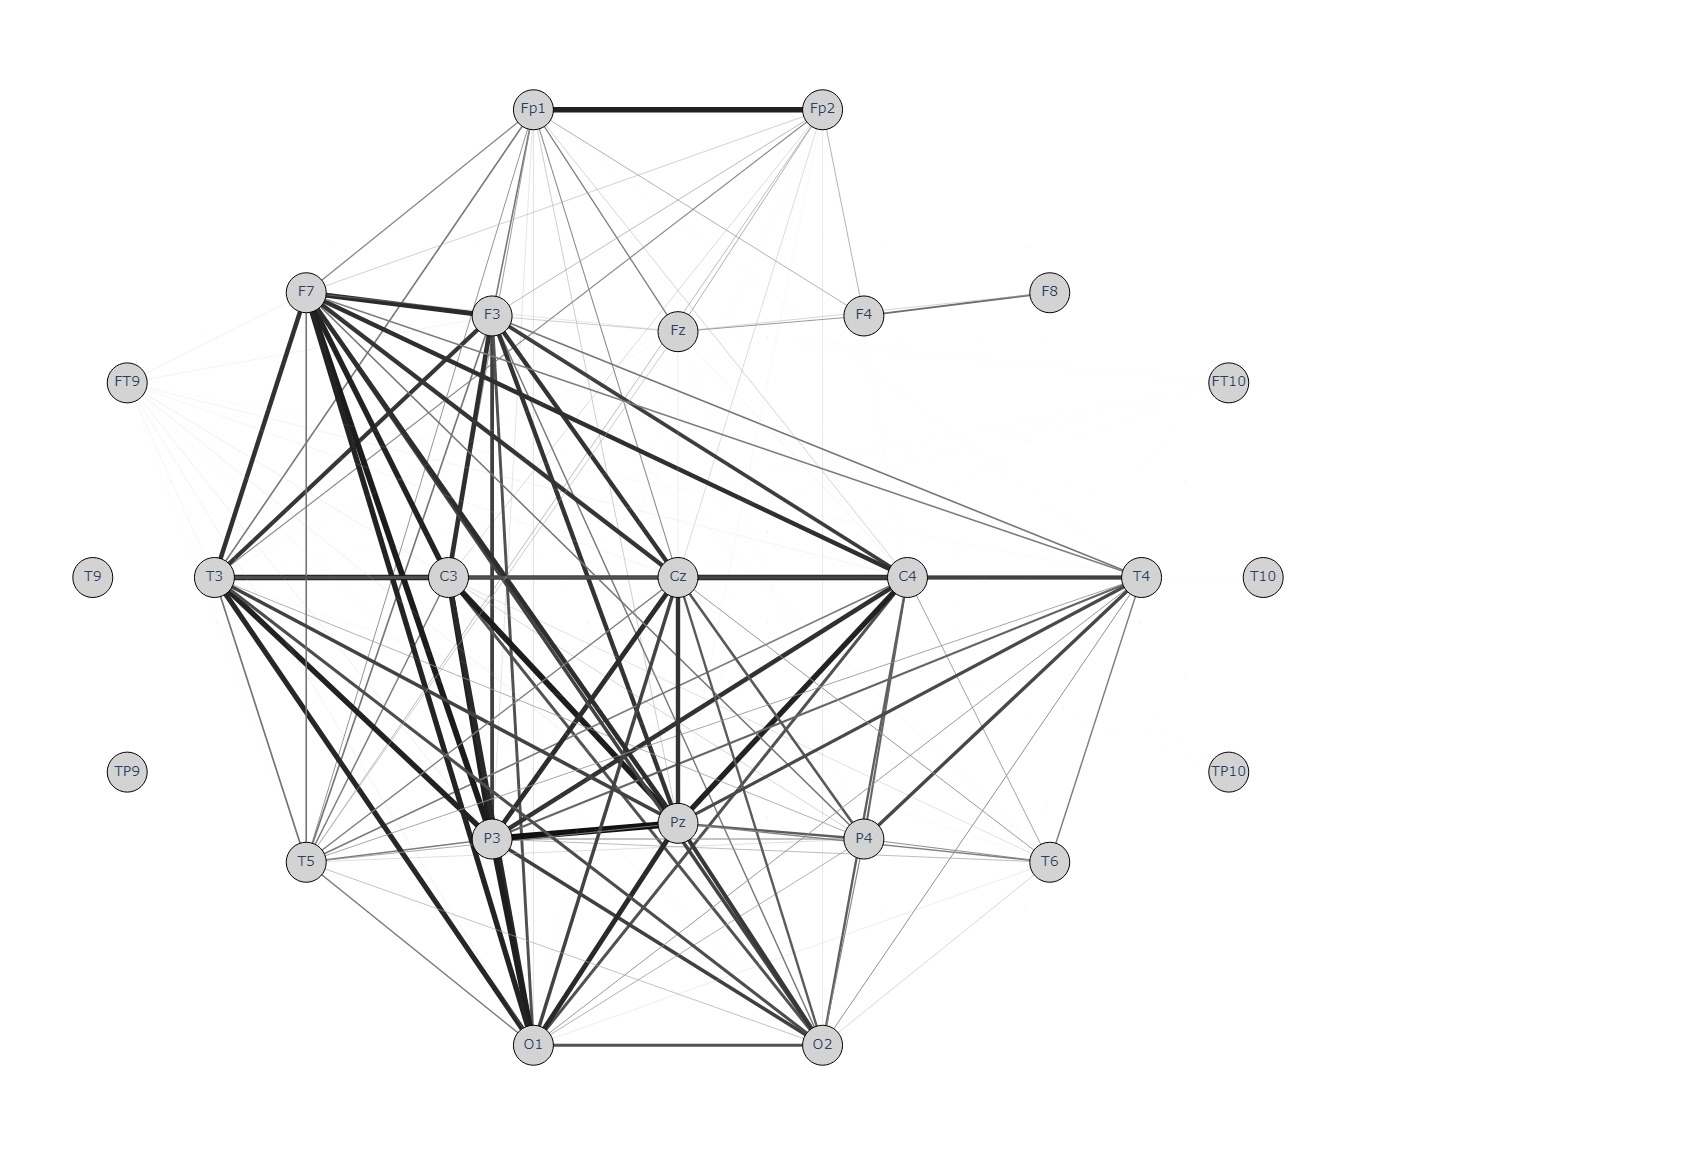 Fp1 Fp2
F7 F3 Fz F4 F8
FT9 FT10
T9 T3 C3 Cz C4 T4 T10
TP9 TP10
T5 P3 Pz P4 T6
O1 O2